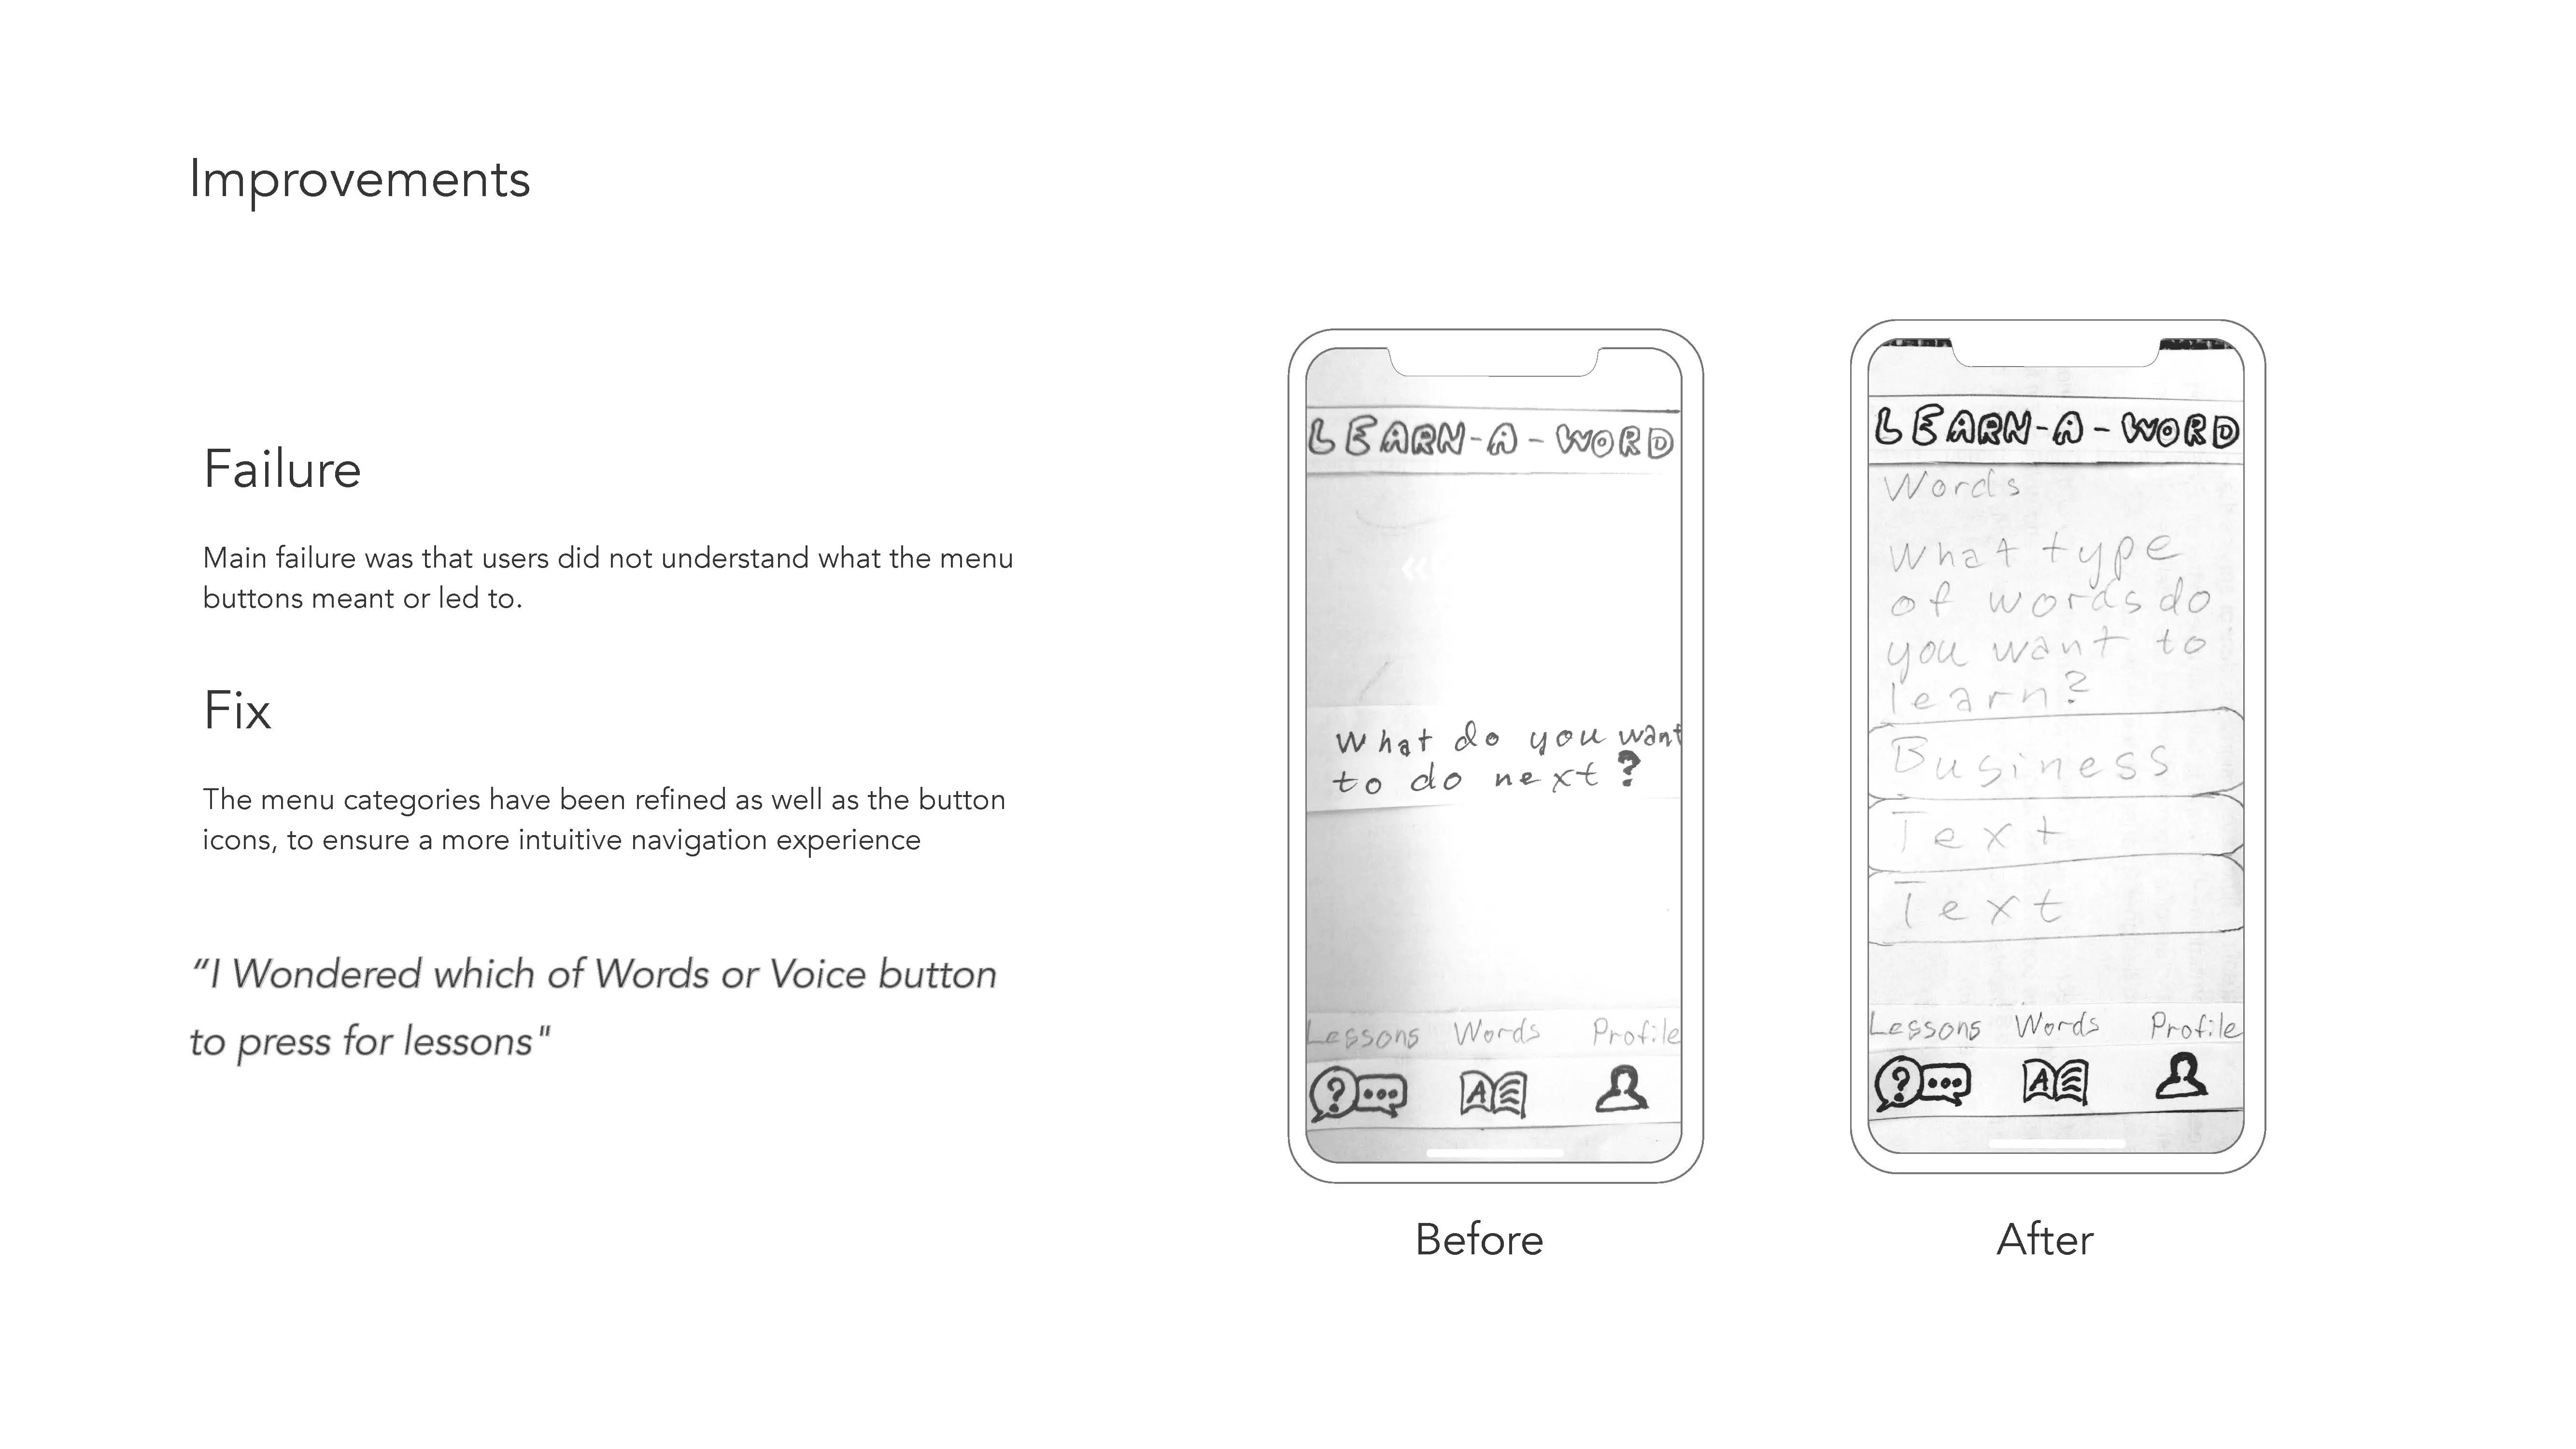 Improvements
Failure
Main failure was that users did not understand what the menu
buttons meant or led to.
Fix
The menu categories have been refined as well as the button
icons, to ensure a more intuitive navigation experience
“I Wondered which of Words or Voice button
to press for lessons"
LEARN-A-WORD
What do you want
to do next?
Lessons Words Profile
? A
Before
LEARN-A-WORD
Words
What type
of words do
you want to
learn?
Business
Text
Text
Lessons Words Profile
? A
After